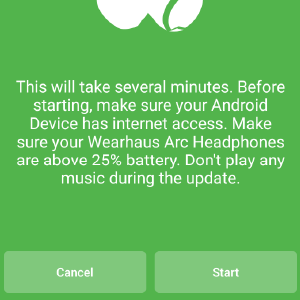 This will take several minutes. Before
starting, make sure your Android
Device has internet access. Make
sure your Wearhaus Arc Headphones
are above 25% battery. Don't play any
music during the update.
Cancel
Start